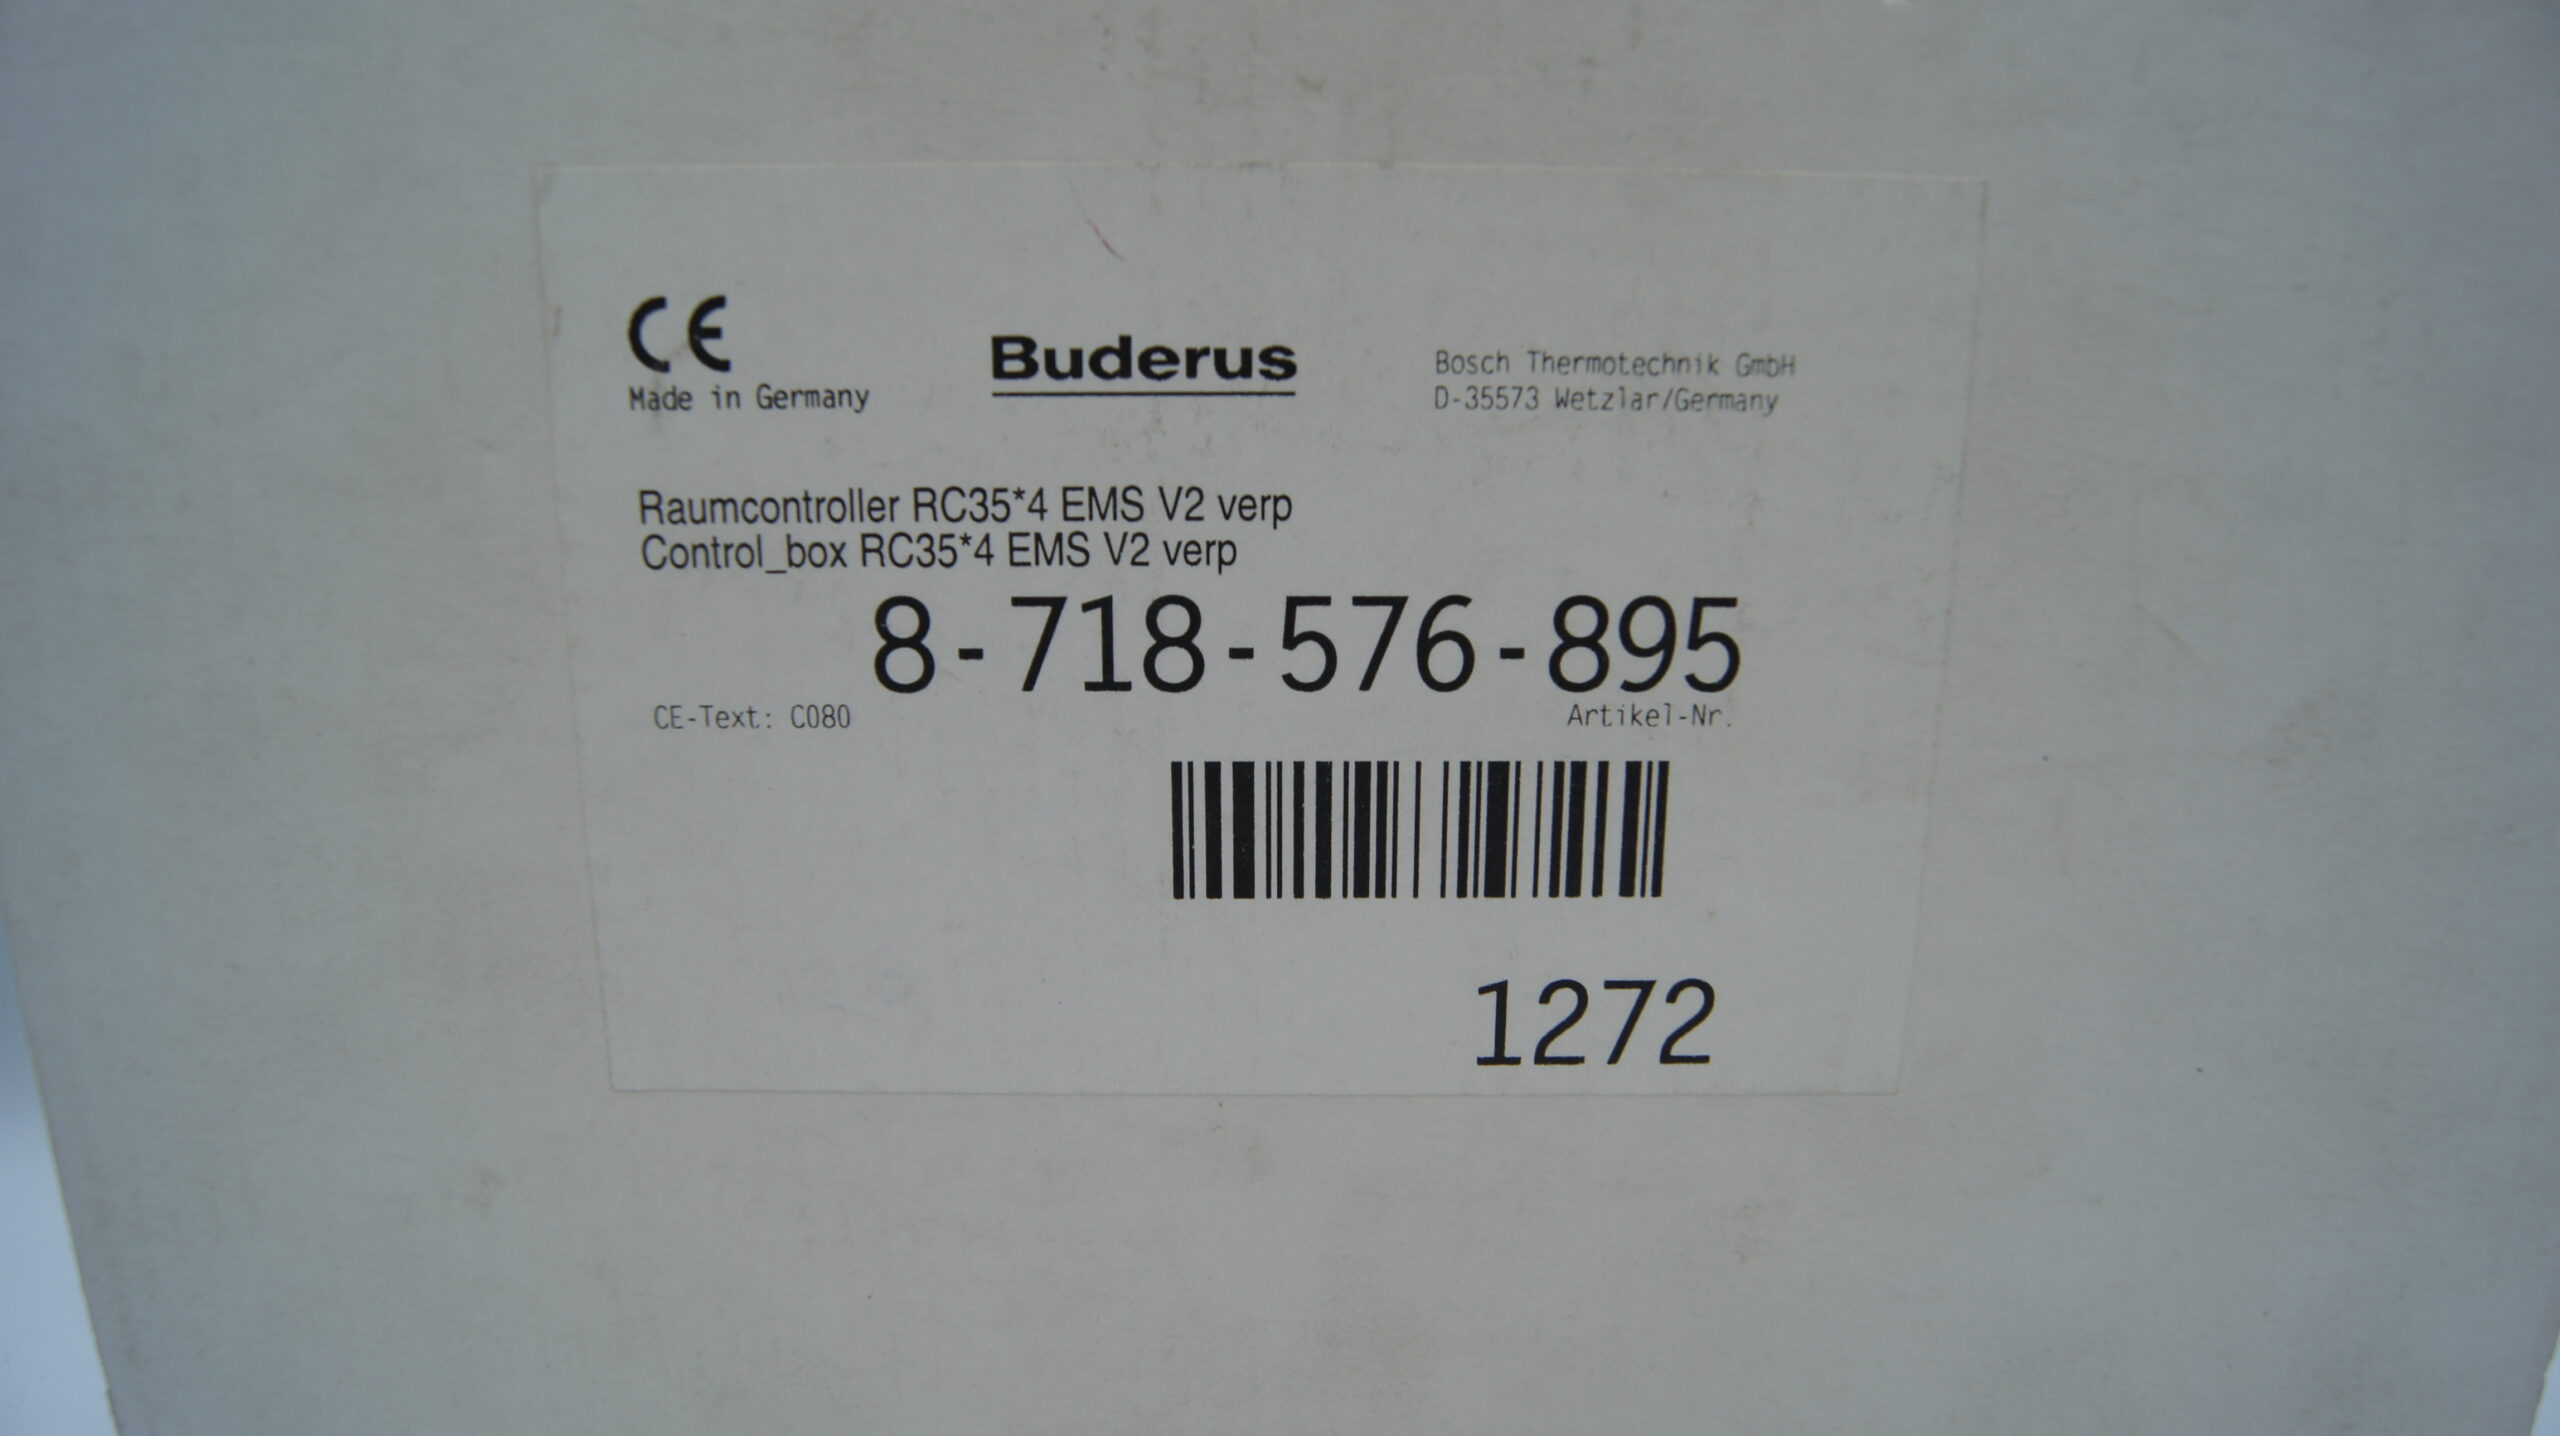 CE
Made in Germany
Buderus
Bosch Thermotechnik GmbH
D-35573 Wetzlar/Germany
Raumcontroller RC35*4 EMS V2 verp
Control_box RC35*4 EMS V2 verp
8-718-576-895
CE-Text: C080
Artikel-Nr.
1272